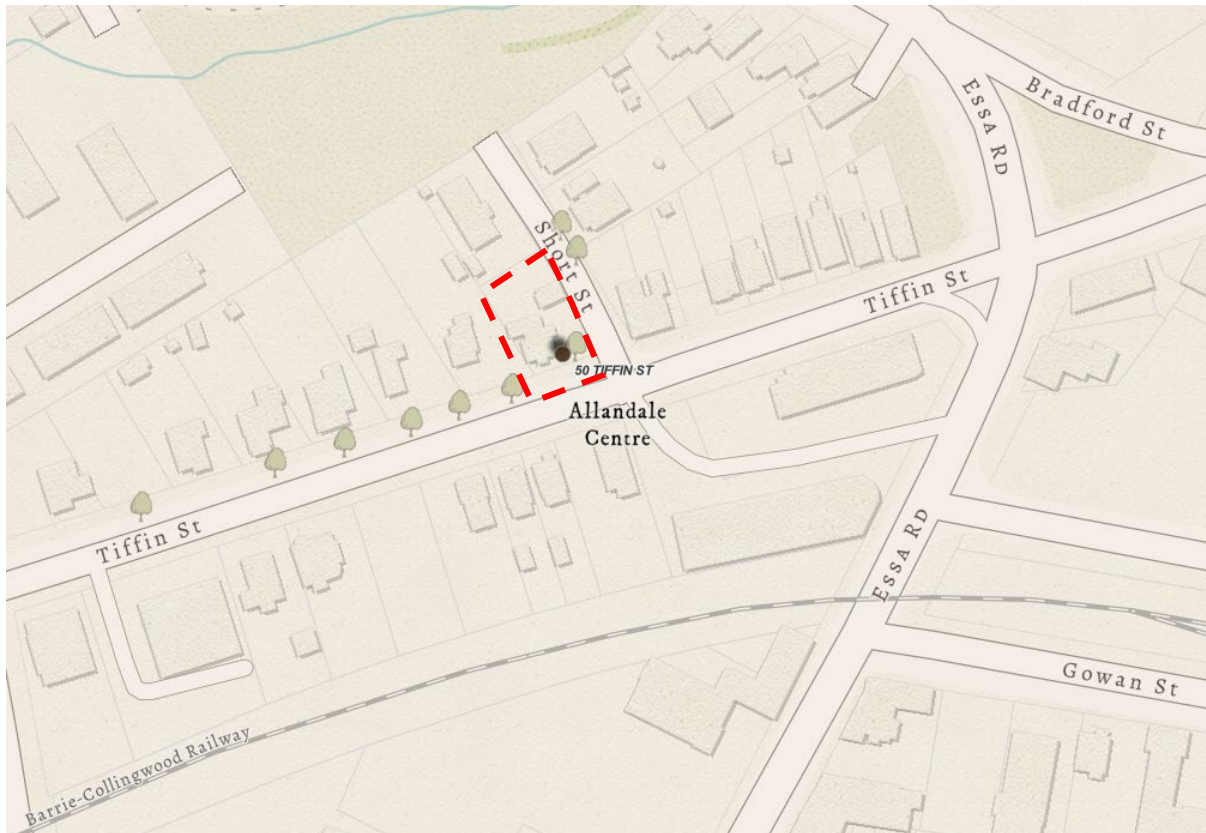 Bradford St
ESSA RD
Short St
Tiffin St
50 TIFFIN ST
Allandale
Centre
Tiffin St
ESSA RD
Gowan St
Barrie-Collingwood Railway